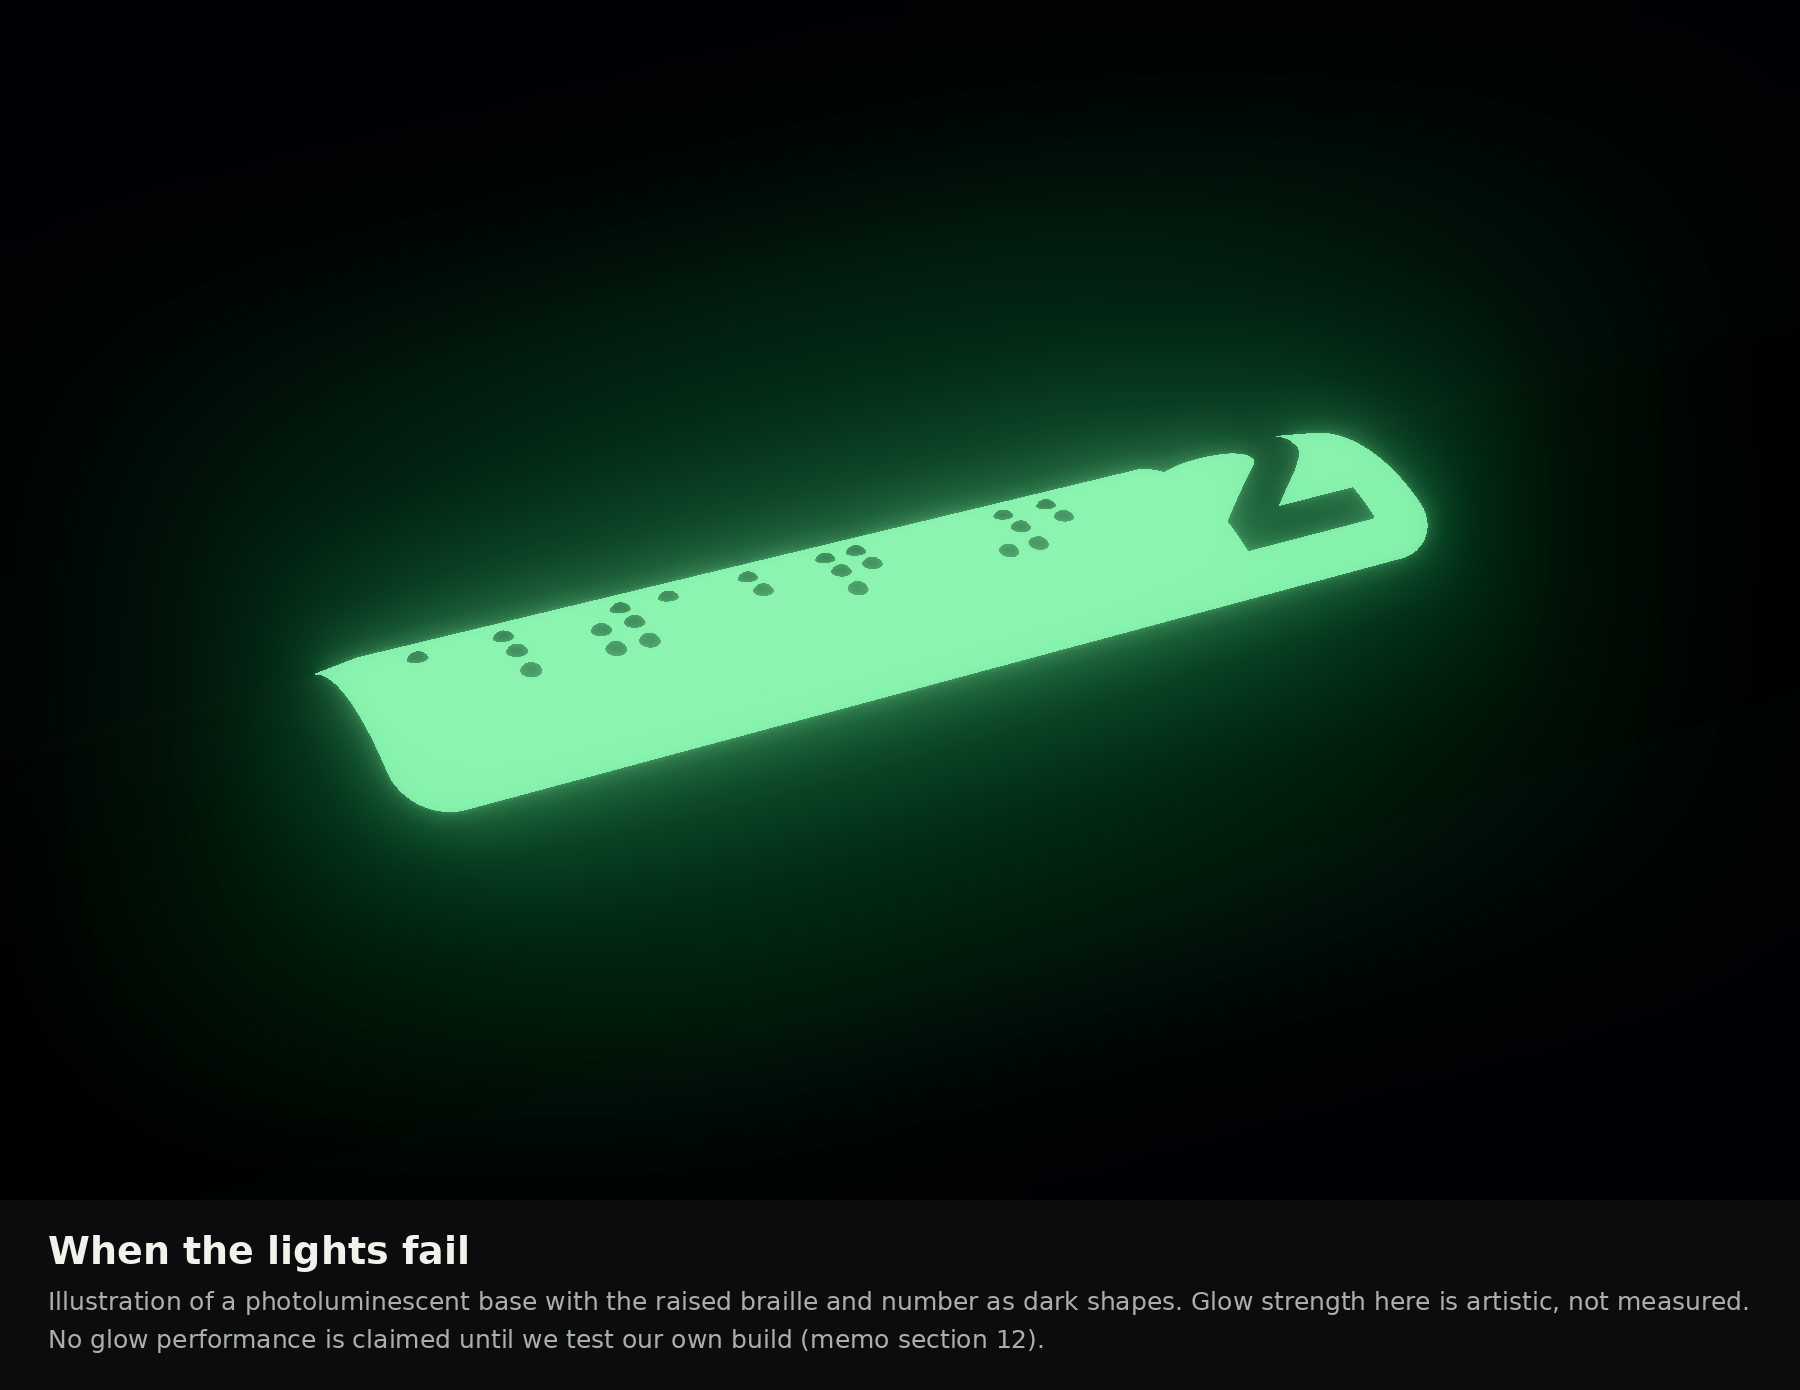 2
When the lights fail
Illustration of a photoluminescent base with the raised braille and number as dark shapes. Glow strength here is artistic, not measured.
No glow performance is claimed until we test our own build (memo section 12).